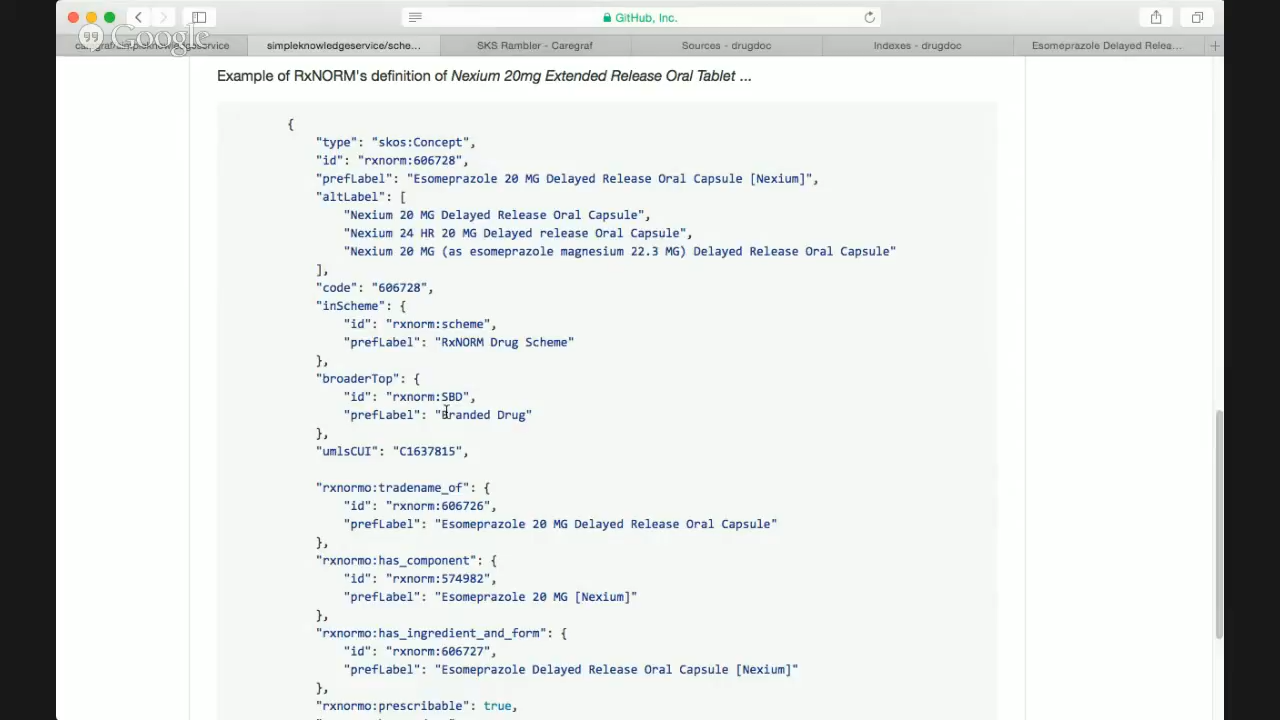 GitHub, Inc.
Google
simpleknowledgeservice/sche...
SKS Rambler - Caregraf
Sources - drugdoc
Indexes - drugdoc
Esomeprazole Delayed Relea...
Example of RxNORM's definition of Nexium 20mg Extended Release Oral Tablet ...
{
"type": "skos:Concept",
"id": "rxnorm:606728",
"prefLabel": "Esomeprazole 20 MG Delayed Release Oral Capsule [Nexium]",
"altLabel": [
"Nexium 20 MG Delayed Release Oral Capsule",
"Nexium 24 HR 20 MG Delayed release Oral Capsule",
"Nexium 20 MG (as esomeprazole magnesium 22.3 MG) Delayed Release Oral Capsule"
],
"code": "606728",
"inScheme": {
"id": "rxnorm:scheme",
"prefLabel": "RxNORM Drug Scheme"
},
"broaderTop": {
"id": "rxnorm:SBD",
"prefLabel": "Branded Drug"
},
"umlsCUI": "C1637815",
"rxnormo:tradename_of": {
"id": "rxnorm:606726",
"prefLabel": "Esomeprazole 20 MG Delayed Release Oral Capsule"
},
"rxnormo:has_component": {
"id": "rxnorm:574982",
"prefLabel": "Esomeprazole 20 MG [Nexium]"
},
"rxnormo:has_ingredient_and_form": {
"id": "rxnorm:606727",
"prefLabel": "Esomeprazole Delayed Release Oral Capsule [Nexium]"
},
"rxnormo:prescribable": true,